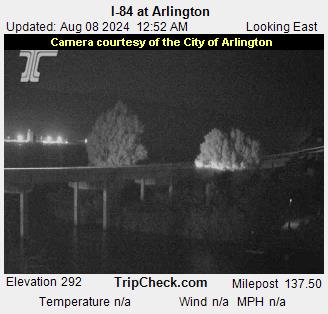 I-84 at Arlington
Updated: Aug 08 2024 12:52 AM Looking East
Camera courtesy of the City of Arlington
Elevation 292 TripCheck.com Milepost 137.50
Temperature n/a Wind n/a MPH n/a